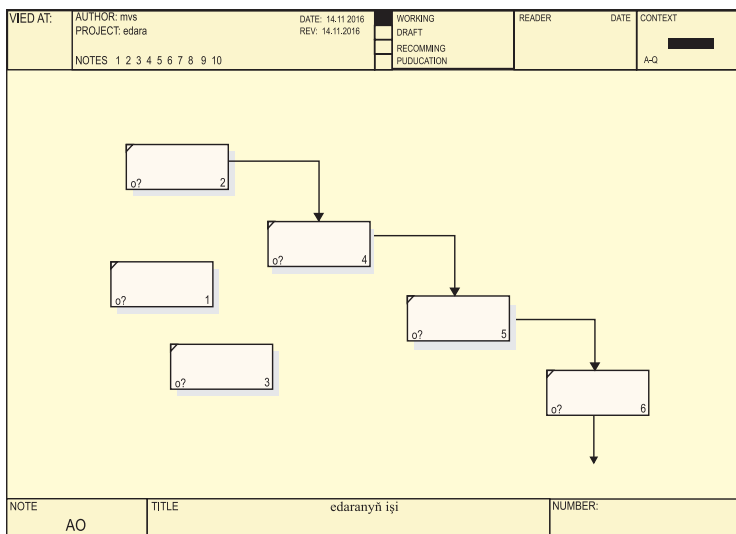 VIED AT:
AUTHOR: mvs
DATE: 14.11 2016
WORKING
READER
DATE
CONTEXT
PROJECT: edara
REV: 14.11.2016
DRAFT
RECOMMING
NOTES 1 2 3 4 5 6 7 8 9 10
PUDUCATION
A-Q
o? 2
o? 4
o? 1
o? 5
o? 3
o? 6
NOTE
TITLE
edaranyň işi
NUMBER:
AO